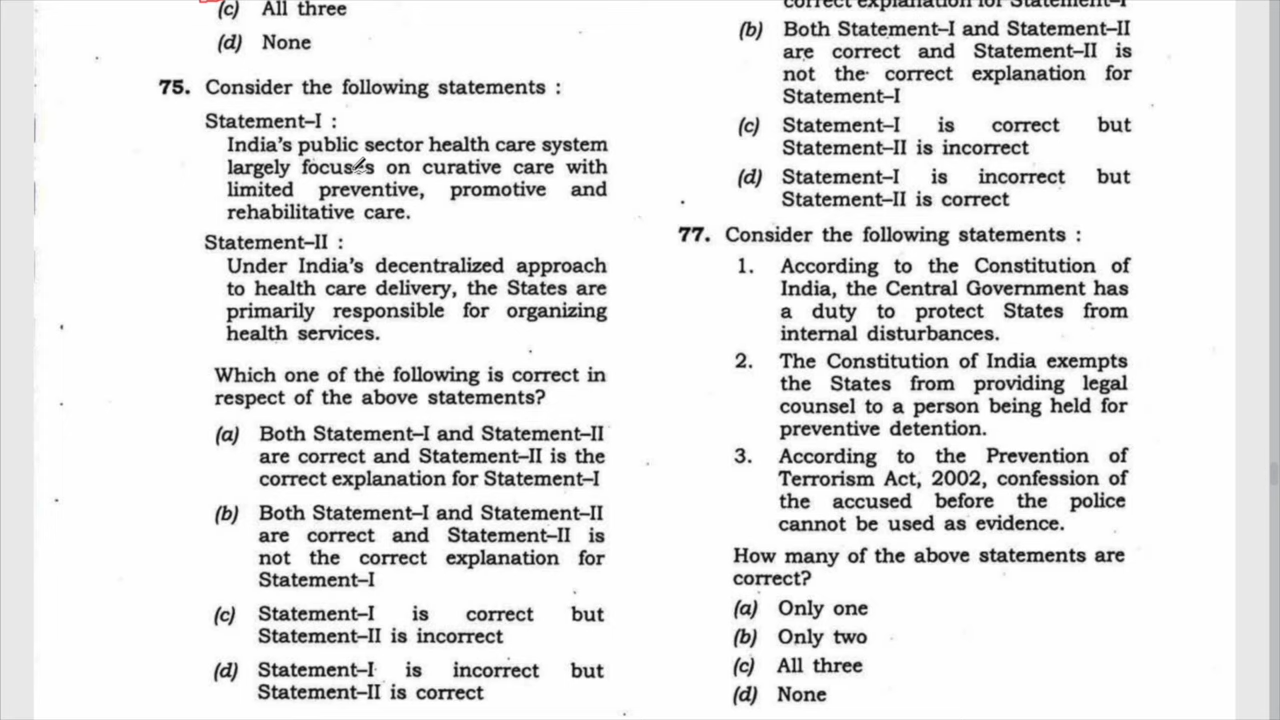 (c) All three
(d) None
75. Consider the following statements :
Statement–I :
India's public sector health care system
largely focuses on curative care with
limited preventive, promotive and
rehabilitative care.
Statement–II :
Under India's decentralized approach
to health care delivery, the States are
primarily responsible for organizing
health services.
Which one of the following is correct in
respect of the above statements?
(a) Both Statement–I and Statement–II
are correct and Statement–II is the
correct explanation for Statement–I
(b) Both Statement–I and Statement–II
are correct and Statement–II is
not the correct explanation for
Statement–I
(c) Statement–I is correct but
Statement–II is incorrect
(d) Statement–I is incorrect but
Statement–II is correct
correct explanation for Statement–I
(b) Both Statement–I and Statement–II
are correct and Statement–II is
not the correct explanation for
Statement–I
(c) Statement–I is correct but
Statement–II is incorrect
(d) Statement–I is incorrect but
Statement–II is correct
77. Consider the following statements :
1. According to the Constitution of
India, the Central Government has
a duty to protect States from
internal disturbances.
2. The Constitution of India exempts
the States from providing legal
counsel to a person being held for
preventive detention.
3. According to the Prevention of
Terrorism Act, 2002, confession of
the accused before the police
cannot be used as evidence.
How many of the above statements are
correct?
(a) Only one
(b) Only two
(c) All three
(d) None